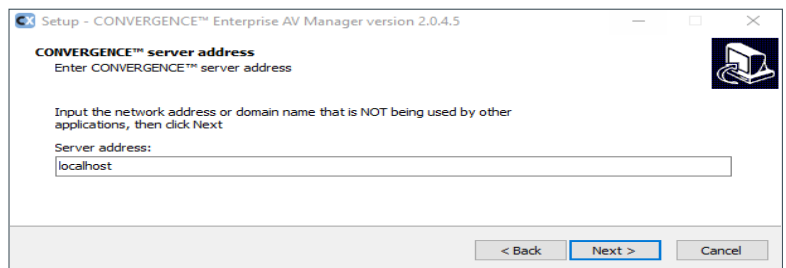 CX Setup - CONVERGENCE™ Enterprise AV Manager version 2.0.4.5
CONVERGENCE™ server address
Enter CONVERGENCE™ server address
Input the network address or domain name that is NOT being used by other
applications, then click Next
Server address:
localhost
< Back Next > Cancel